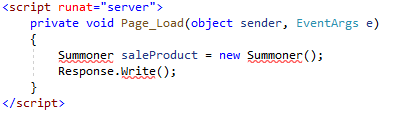 <script runat="server">
private void Page_Load(object sender, EventArgs e)
{
Summoner saleProduct = new Summoner();
Response.Write();
}
</script>